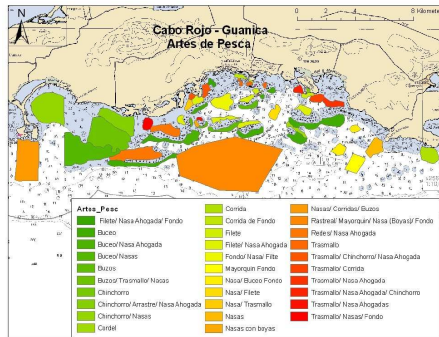 N
0 2 4 8 Kilometers
Cabo Rojo - Guanica
Artes de Pesca
Artes_Pesc
Filete/ Nasa Ahogada/ Fondo
Buceo
Buceo/ Nasa Ahogada
Buceo/ Nasas
Buzos
Buzos/ Trasmallo/ Nasas
Chinchorro
Chinchorro/ Arrastre/ Nasa Ahogada
Chinchorro/ Nasas
Cordel
Corrida
Corrida de Fondo
Filete
Filete/ Nasa Ahogada
Fondo/ Nasa/ Filte
Mayorquin Fondo
Nasa/ Buceo Fondo
Nasa/ Filete
Nasa/ Trasmallo
Nasas
Nasas con bayas
Nasas/ Corridas/ Buzos
Rastreal/ Mayorquin/ Nasa (Boyas)/ Fondo
Redes/ Nasa Ahogada
Trasmallo
Trasmallo/ Chinchorro/ Nasa Ahogada
Trasmallo/ Corrida
Trasmallo/ Nasa Ahogada
Trasmallo/ Nasa Ahogada/ Chinchorro
Trasmallo/ Nasa Ahogadas
Trasmallo/ Nasas/ Fondo